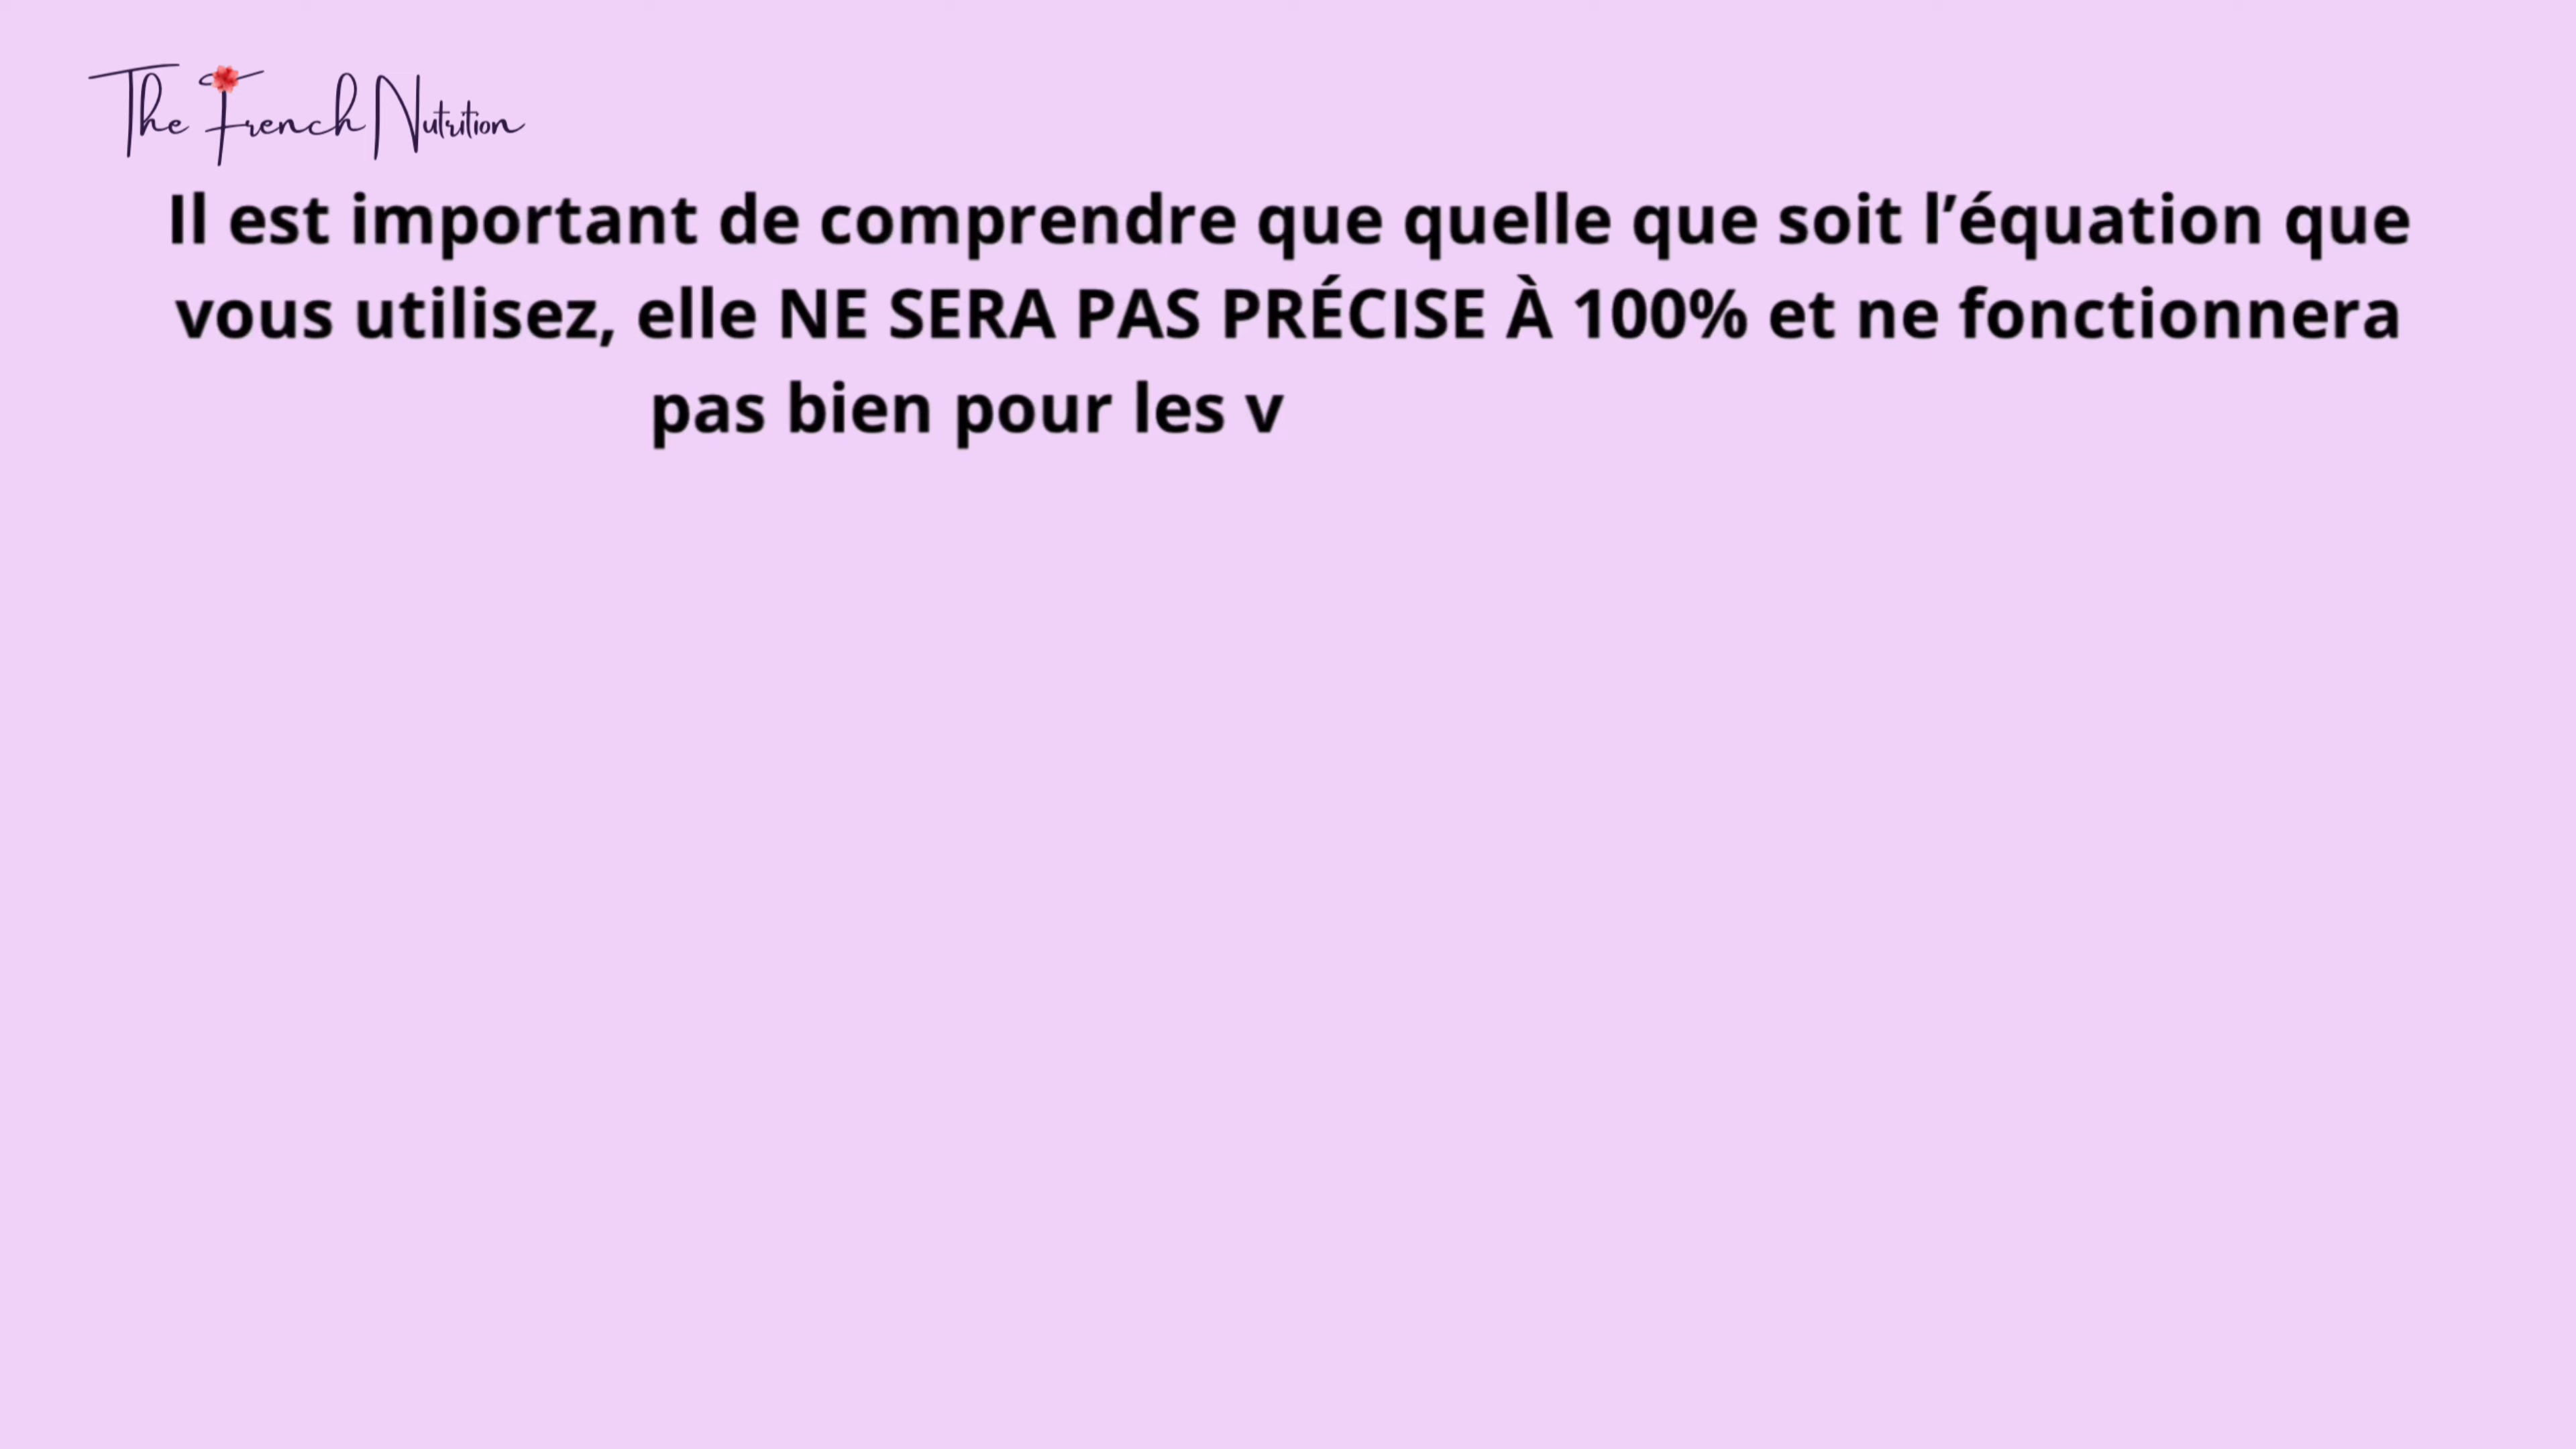 The French Nutrition
Il est important de comprendre que quelle que soit l’équation que
vous utilisez, elle NE SERA PAS PRÉCISE À 100% et ne fonctionnera
pas bien pour les v